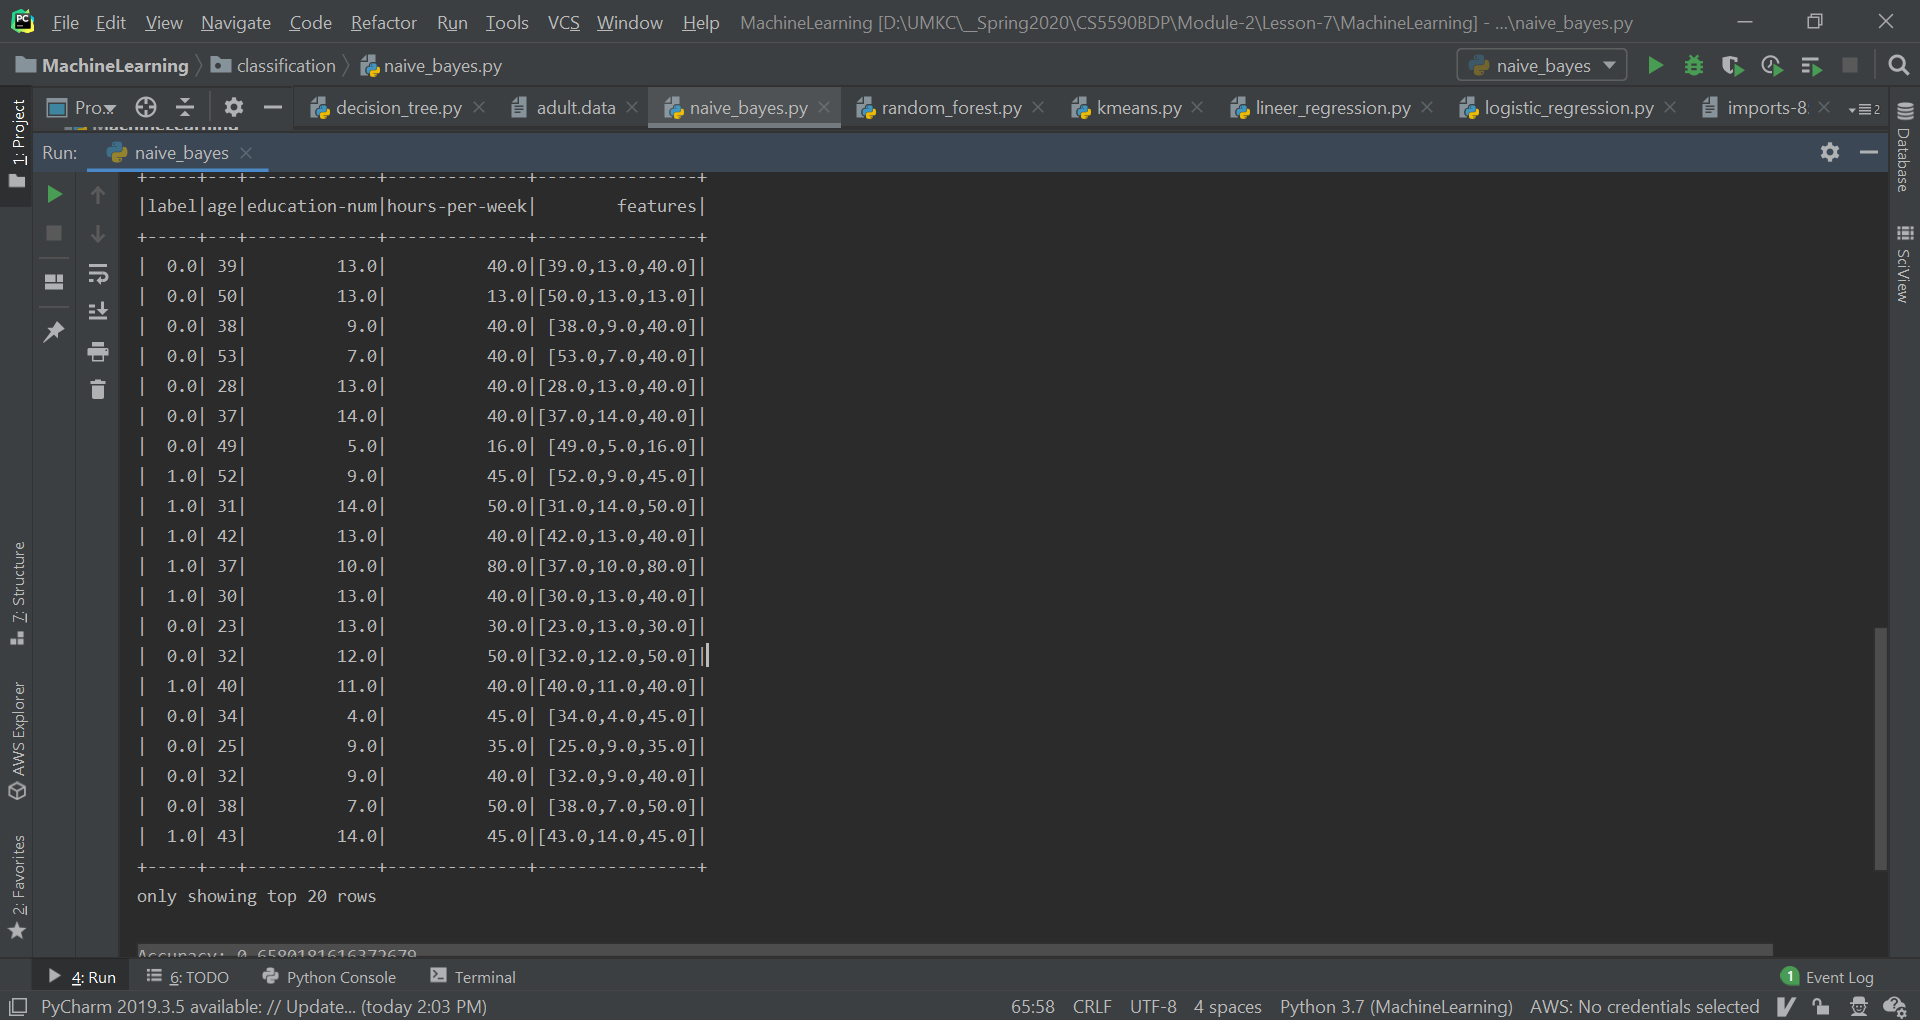 PC File Edit View Navigate Code Refactor Run Tools VCS Window Help MachineLearning [D:\UMKC\__Spring2020\CS5590BDP\Module-2\Lesson-7\MachineLearning] - ...\naive_bayes.py
MachineLearning classification naive_bayes.py naive_bayes
1: Project
Pro... decision_tree.py adult.data naive_bayes.py random_forest.py kmeans.py lineer_regression.py logistic_regression.py imports-8 2
MachineLearning
Run: naive_bayes
+-----+---+-------------+--------------+----------------+
|label|age|education-num|hours-per-week|        features|
+-----+---+-------------+--------------+----------------+
|  0.0| 39|         13.0|          40.0|[39.0,13.0,40.0]|
|  0.0| 50|         13.0|          13.0|[50.0,13.0,13.0]|
|  0.0| 38|          9.0|          40.0| [38.0,9.0,40.0]|
|  0.0| 53|          7.0|          40.0| [53.0,7.0,40.0]|
|  0.0| 28|         13.0|          40.0|[28.0,13.0,40.0]|
|  0.0| 37|         14.0|          40.0|[37.0,14.0,40.0]|
|  0.0| 49|          5.0|          16.0| [49.0,5.0,16.0]|
|  1.0| 52|          9.0|          45.0| [52.0,9.0,45.0]|
|  1.0| 31|         14.0|          50.0|[31.0,14.0,50.0]|
|  1.0| 42|         13.0|          40.0|[42.0,13.0,40.0]|
|  1.0| 37|         10.0|          80.0|[37.0,10.0,80.0]|
|  1.0| 30|         13.0|          40.0|[30.0,13.0,40.0]|
|  0.0| 23|         13.0|          30.0|[23.0,13.0,30.0]|
|  0.0| 32|         12.0|          50.0|[32.0,12.0,50.0]|
|  1.0| 40|         11.0|          40.0|[40.0,11.0,40.0]|
|  0.0| 34|          4.0|          45.0| [34.0,4.0,45.0]|
|  0.0| 25|          9.0|          35.0| [25.0,9.0,35.0]|
|  0.0| 32|          9.0|          40.0| [32.0,9.0,40.0]|
|  0.0| 38|          7.0|          50.0| [38.0,7.0,50.0]|
|  1.0| 43|         14.0|          45.0|[43.0,14.0,45.0]|
+-----+---+-------------+--------------+----------------+
only showing top 20 rows
Accuracy: 0.6580181616372679
7: Structure
AWS Explorer
2: Favorites
Database
SciView
4: Run 6: TODO Python Console Terminal 1 Event Log
PyCharm 2019.3.5 available: // Update... (today 2:03 PM) 65:58 CRLF UTF-8 4 spaces Python 3.7 (MachineLearning) AWS: No credentials selected